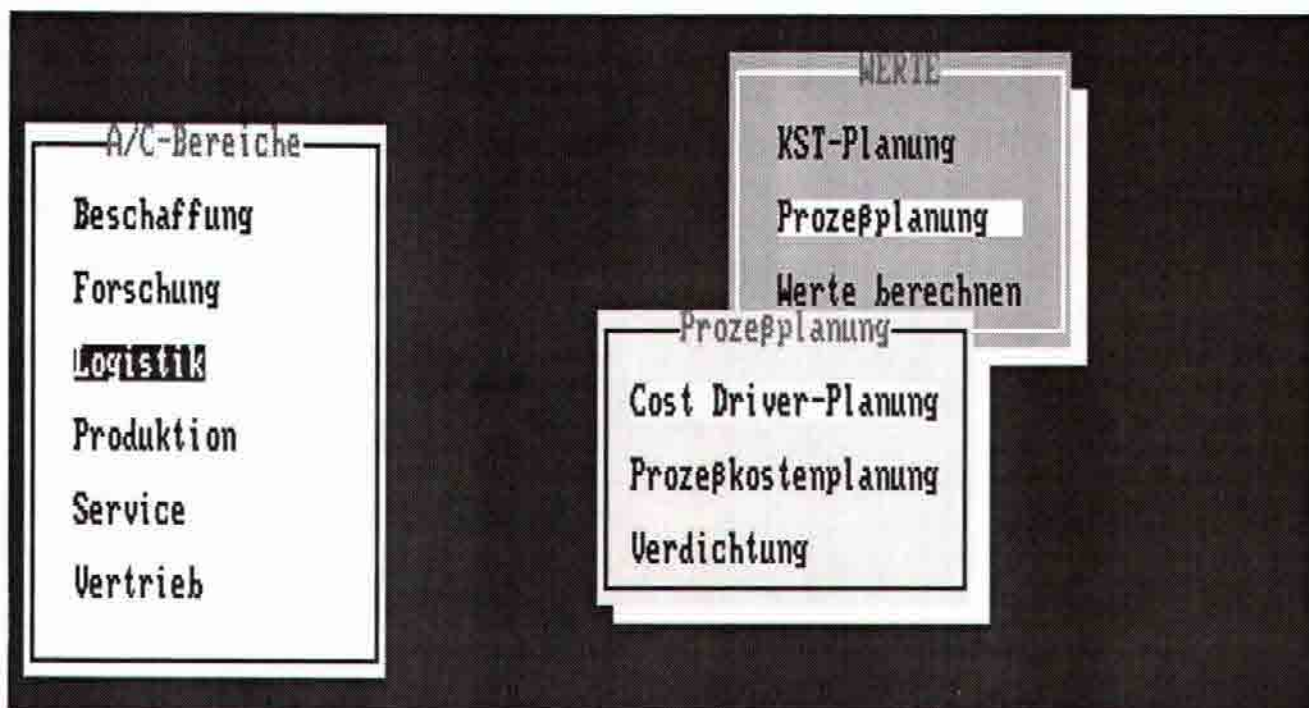 A/C-Bereiche
Beschaffung
Forschung
Logistik
Produktion
Service
Vertrieb
WERTE
KST-Planung
Prozeßplanung
Werte berechnen
Prozeßplanung
Cost Driver-Planung
Prozeßkostenplanung
Verdichtung